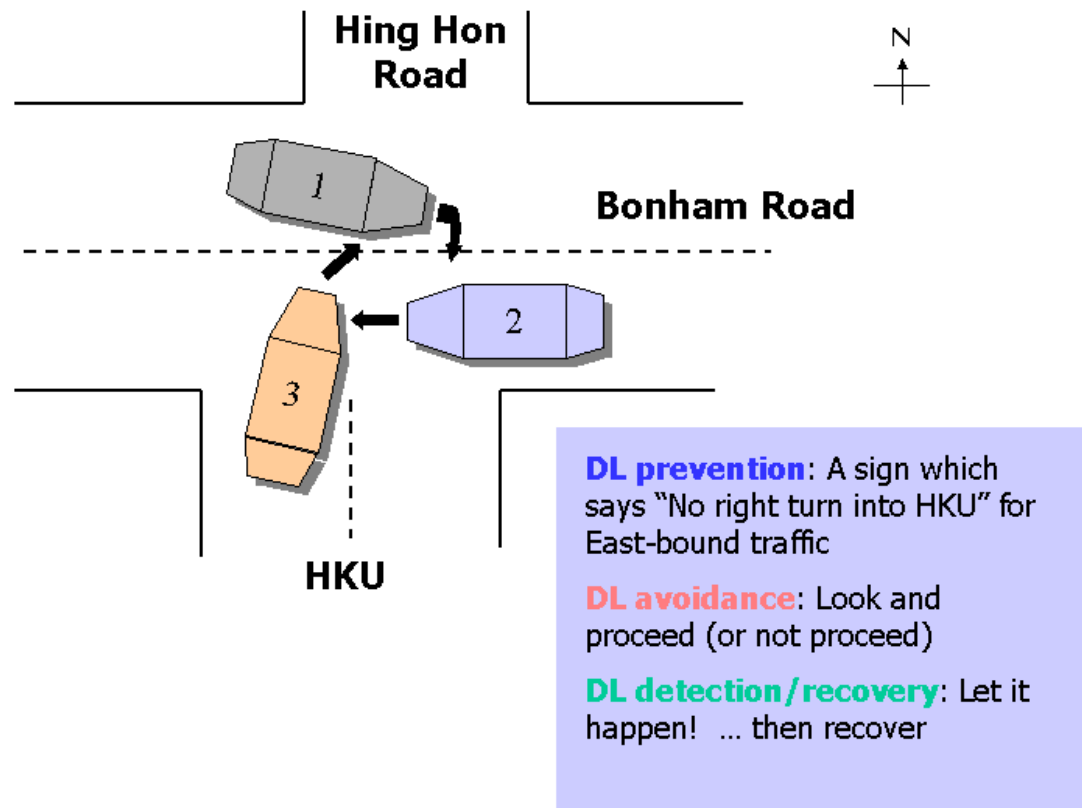 Hing Hon
Road
N
1
Bonham Road
2
3
HKU
DL prevention: A sign which
says “No right turn into HKU” for
East-bound traffic
DL avoidance: Look and
proceed (or not proceed)
DL detection/recovery: Let it
happen!  ... then recover